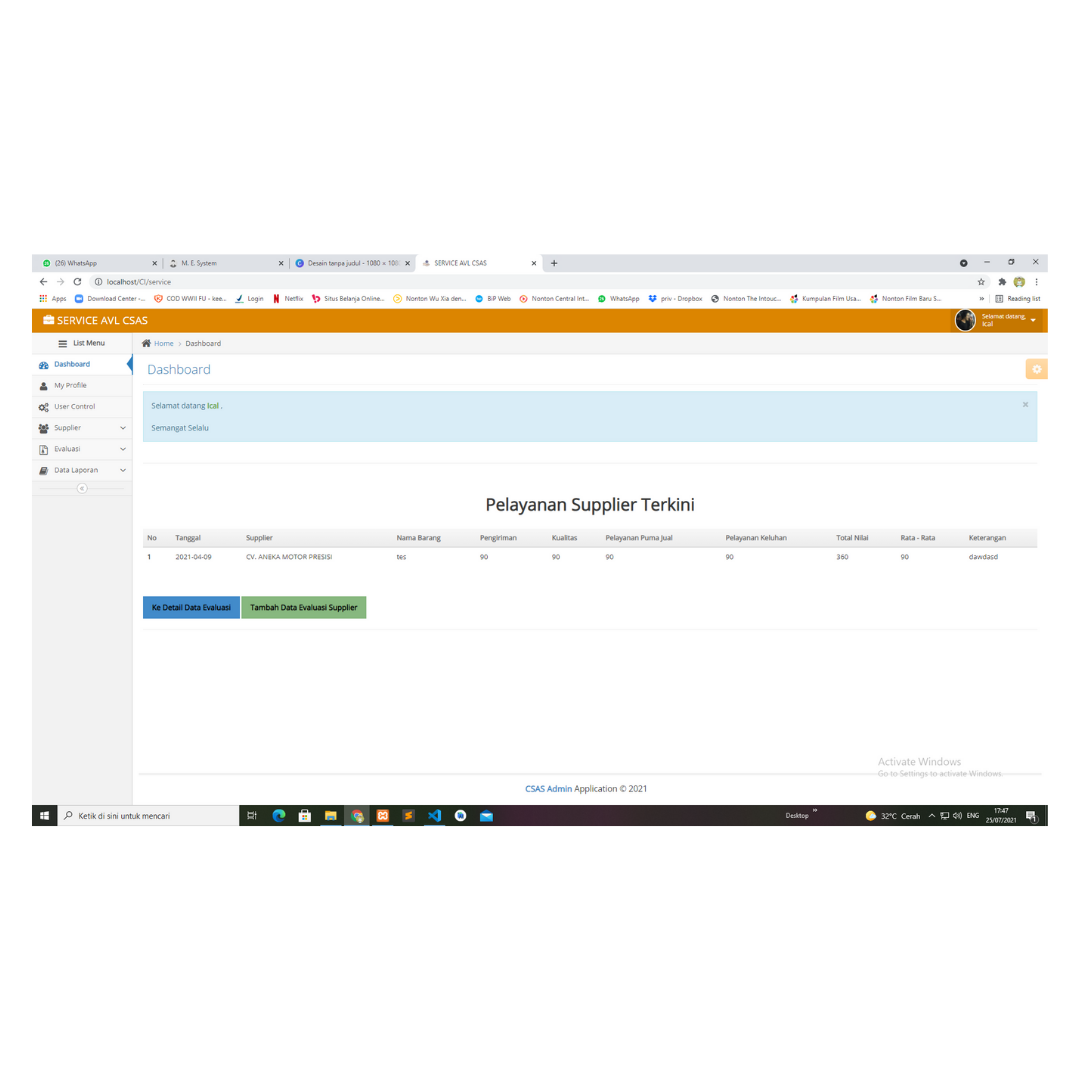 (26) WhatsApp
M. E. System
Desain tanpa judul - 1080 × 108
SERVICE AVL CSAS
localhost/CI/service
Apps
Download Center -...
COD WWII FU - kee...
Login
Netflix
Situs Belanja Online...
Nonton Wu Xia den...
BiP Web
Nonton Central Int...
WhatsApp
priv - Dropbox
Nonton The Intouc...
Kumpulan Film Usa...
Nonton Film Baru S...
»
Reading list
SERVICE AVL CSAS
Selamat datang,
Ical
List Menu
Home › Dashboard
Dashboard
My Profile
User Control
Supplier
Evaluasi
Data Laporan
Dashboard
Selamat datang Ical .
Semangat Selalu
Pelayanan Supplier Terkini
No Tanggal Supplier Nama Barang Pengiriman Kualitas Pelayanan Purna Jual Pelayanan Keluhan Total Nilai Rata - Rata Keterangan
1 2021-04-09 CV. ANEKA MOTOR PRESISI tes 90 90 90 90 360 90 dawdasd
Ke Detail Data Evaluasi
Tambah Data Evaluasi Supplier
Activate Windows
Go to Settings to activate Windows.
CSAS Admin Application © 2021
Ketik di sini untuk mencari
Desktop
»
32°C Cerah
ENG
17:47
25/07/2021